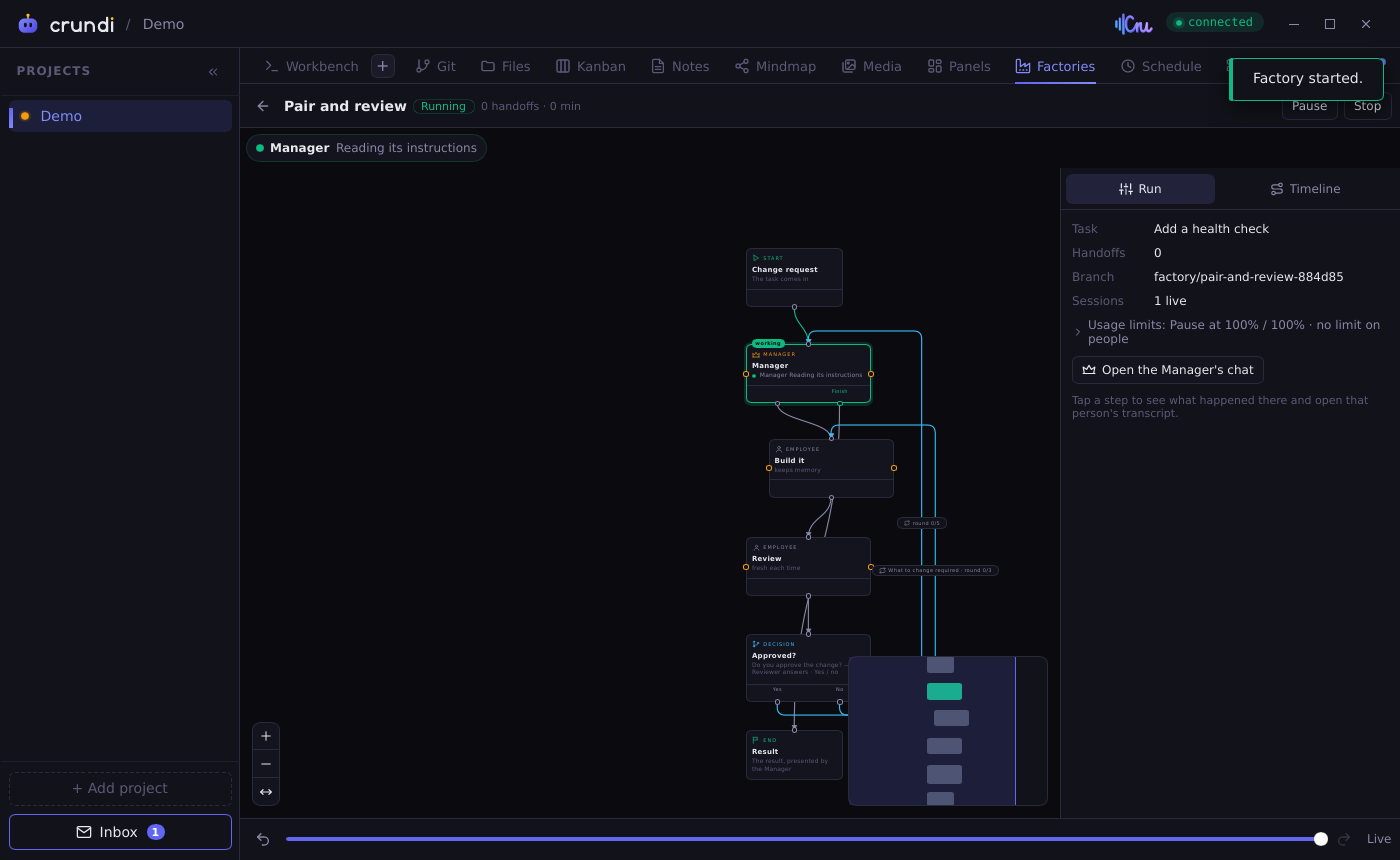 crundi / Demo
Cru
connected
PROJECTS
Demo
+ Add project
Inbox 1
Workbench
Git
Files
Kanban
Notes
Mindmap
Media
Panels
Factories
Schedule
Factory started.
Pair and review Running 0 handoffs · 0 min
Pause
Stop
Manager Reading its instructions
START
Change request
The task comes in
working
MANAGER
Manager
Manager Reading its instructions
Finish
EMPLOYEE
Build it
keeps memory
round 0/5
EMPLOYEE
Review
fresh each time
What to change required · round 0/3
DECISION
Approved?
Do you approve the change? —
Reviewer answers · Yes / no
Yes
No
END
Result
The result, presented by
the Manager
Run
Timeline
Task Add a health check
Handoffs 0
Branch factory/pair-and-review-884d85
Sessions 1 live
Usage limits: Pause at 100% / 100% · no limit on
people
Open the Manager's chat
Tap a step to see what happened there and open that
person's transcript.
Live